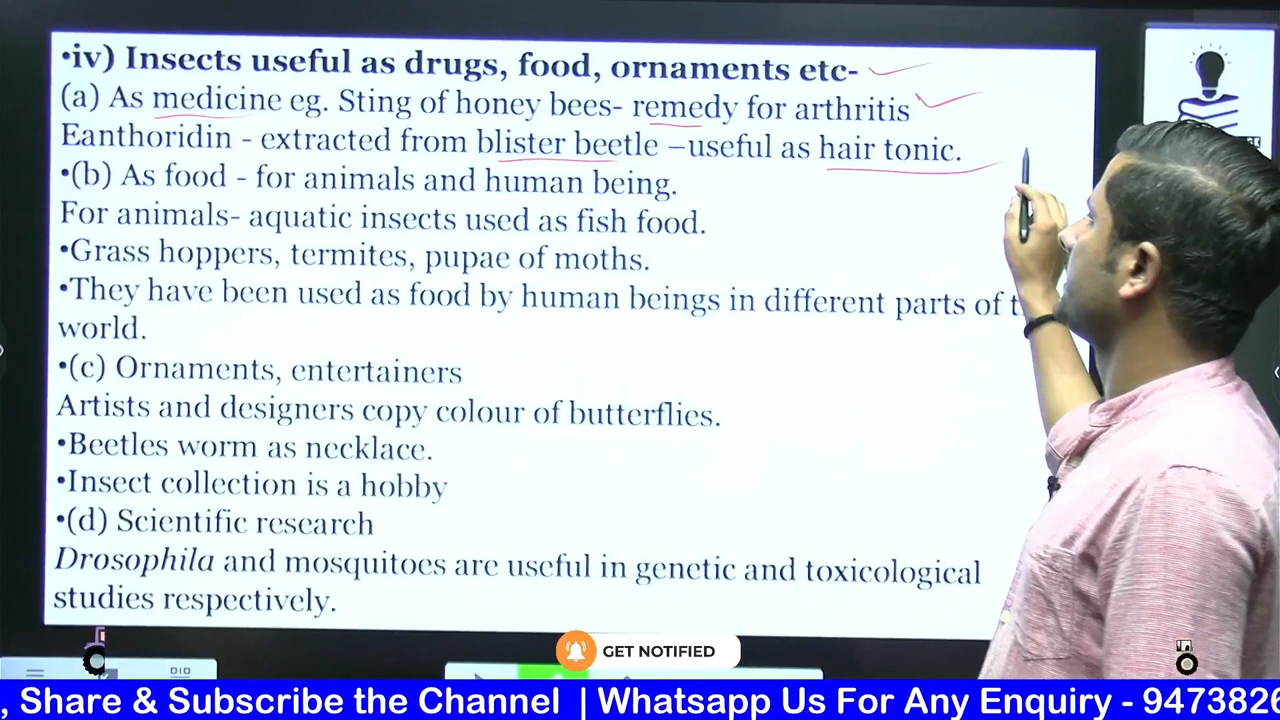 •iv) Insects useful as drugs, food, ornaments etc-
(a) As medicine eg. Sting of honey bees- remedy for arthritis
Eanthoridin - extracted from blister beetle –useful as hair tonic.
•(b) As food - for animals and human being.
For animals- aquatic insects used as fish food.
•Grass hoppers, termites, pupae of moths.
•They have been used as food by human beings in different parts of
world.
•(c) Ornaments, entertainers
Artists and designers copy colour of butterflies.
•Beetles worm as necklace.
•Insect collection is a hobby
•(d) Scientific research
Drosophila and mosquitoes are useful in genetic and toxicological
studies respectively.
GET NOTIFIED
, Share & Subscribe the Channel | Whatsapp Us For Any Enquiry - 947382